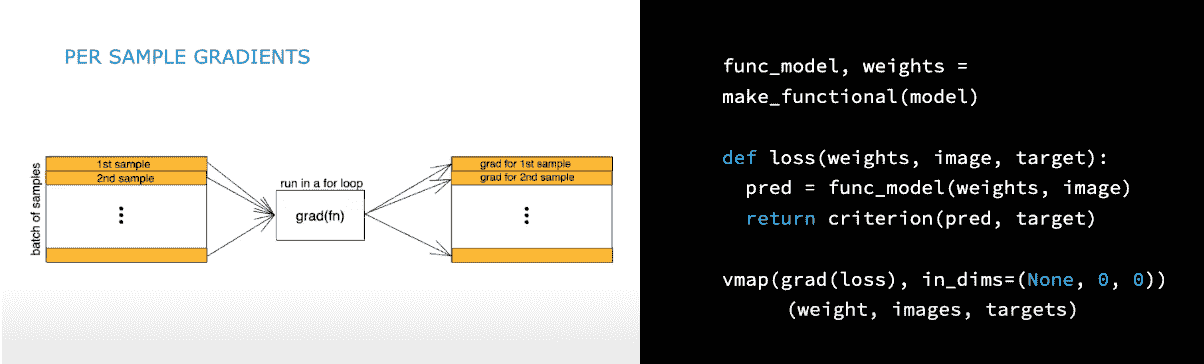 PER SAMPLE GRADIENTS
batch of samples
1st sample
2nd sample
run in a for loop
grad(fn)
grad for 1st sample
grad for 2nd sample
func_model, weights =
make_functional(model)
def loss(weights, image, target):
pred = func_model(weights, image)
return criterion(pred, target)
vmap(grad(loss), in_dims=(None, 0, 0))
(weight, images, targets)